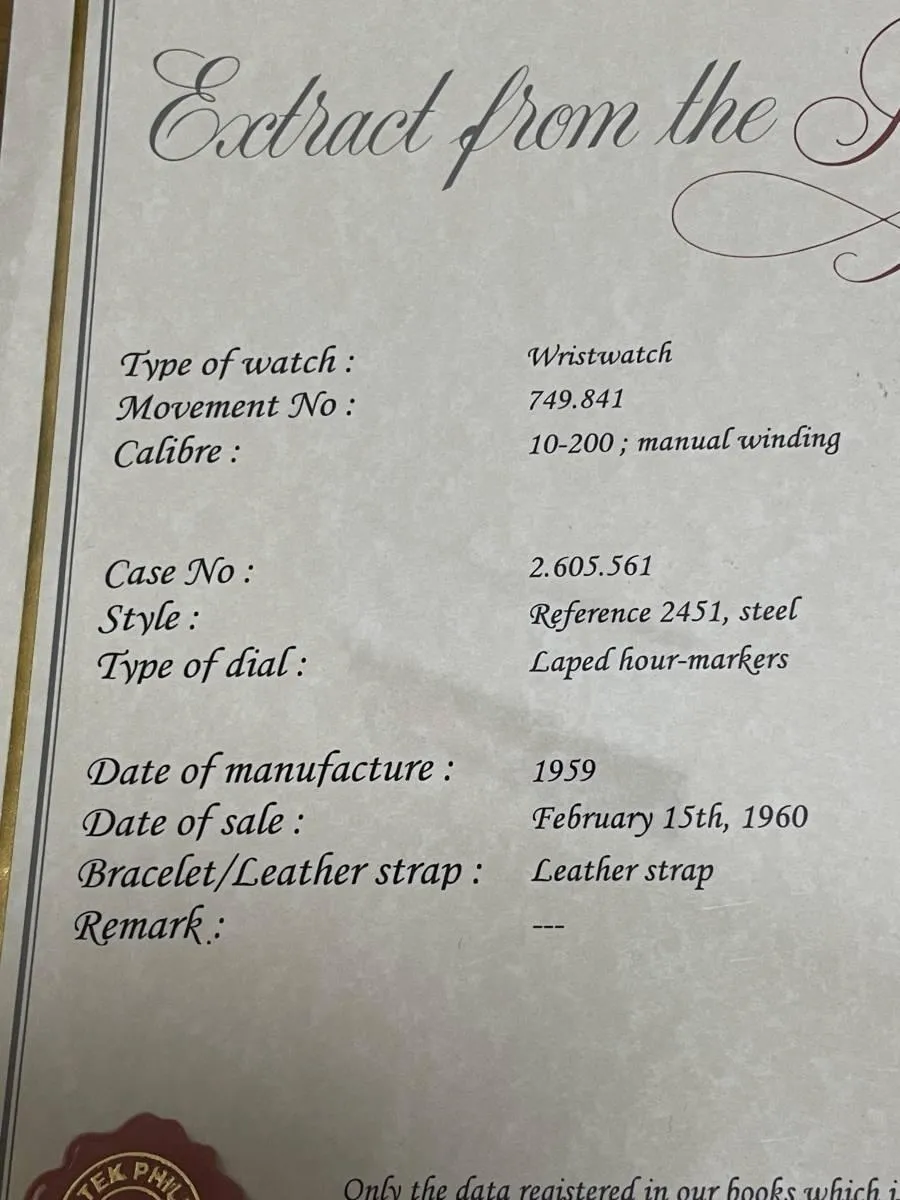 Extract from the
Type of watch : Wristwatch
Movement No : 749.841
Calibre : 10-200 ; manual winding
Case No : 2.605.561
Style : Reference 2451, steel
Type of dial : Laped hour-markers
Date of manufacture : 1959
Date of sale : February 15th, 1960
Bracelet/Leather strap : Leather strap
Remark : ---
TEK PHIL
Only the data registered in our books which i